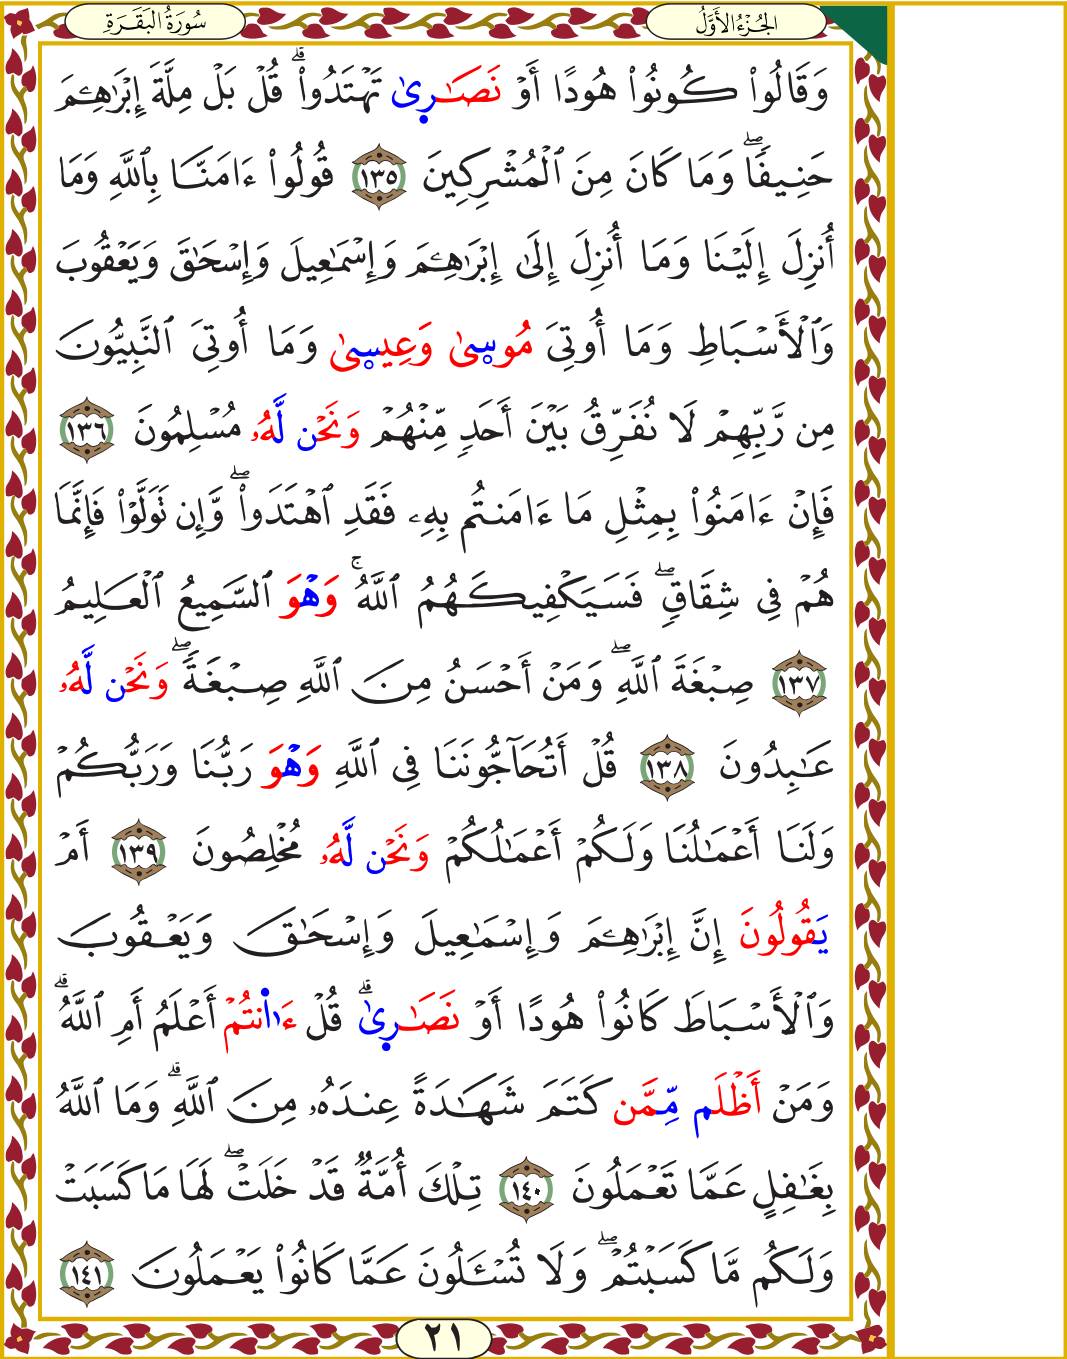 الجُزْءُ الأَوَّلُ
سُورَةُ البَقَرَةِ
وَقَالُواْ كُونُواْ هُودًا أَوْ نَصَـٰرِىٰ تَهْتَدُواْۗ قُلْ بَلْ مِلَّةَ إِبْرَٰهِـۧمَ
حَنِيفًاۖ وَمَا كَانَ مِنَ ٱلْمُشْرِكِينَ ١٣٥ قُولُواْ ءَامَنَّا بِٱللَّهِ وَمَا
أُنزِلَ إِلَيْنَا وَمَا أُنزِلَ إِلَىٰ إِبْرَٰهِـۧمَ وَإِسْمَـٰعِيلَ وَإِسْحَـٰقَ وَيَعْقُوبَ
وَٱلْأَسْبَاطِ وَمَا أُوتِىَ مُوسِىٰ وَعِيسِىٰ وَمَا أُوتِىَ ٱلنَّبِيُّونَ
مِن رَّبِّهِمْ لَا نُفَرِّقُ بَيْنَ أَحَدٍ مِّنْهُمْ وَنَحْن لَّهُۥ مُسْلِمُونَ ١٣٦
فَإِنْ ءَامَنُواْ بِمِثْلِ مَا ءَامَنتُم بِهِۦ فَقَدِ ٱهْتَدَواْۖ وَّإِن تَوَلَّوْاْ فَإِنَّمَا
هُمْ فِى شِقَاقٍۖ فَسَيَكْفِيكَهُمُ ٱللَّهُۚ وَهْوَ ٱلسَّمِيعُ ٱلْعَلِيمُ
١٣٧ صِبْغَةَ ٱللَّهِۖ وَمَنْ أَحْسَنُ مِنَ ٱللَّهِ صِبْغَةًۖ وَنَحْن لَّهُۥ
عَـٰبِدُونَ ١٣٨ قُلْ أَتُحَآجُّونَنَا فِى ٱللَّهِ وَهْوَ رَبُّنَا وَرَبُّكُمْ
وَلَنَا أَعْمَـٰلُنَا وَلَكُمْ أَعْمَـٰلُكُمْ وَنَحْن لَّهُۥ مُخْلِصُونَ ١٣٩ أَمْ
يَقُولُونَ إِنَّ إِبْرَٰهِـۧمَ وَإِسْمَـٰعِيلَ وَإِسْحَـٰقَ وَيَعْقُوبَ
وَٱلْأَسْبَاطَ كَانُواْ هُودًا أَوْ نَصَـٰرِىٰۗ قُلْ ءَا۬نتُمْ أَعْلَمُ أَمِ ٱللَّهُۗ
وَمَنْ أَظْلَم مِّمَّن كَتَمَ شَهَـٰدَةً عِندَهُۥ مِنَ ٱللَّهِۗ وَمَا ٱللَّهُ
بِغَـٰفِلٍ عَمَّا تَعْمَلُونَ ١٤٠ تِلْكَ أُمَّةٌ قَدْ خَلَتْۖ لَهَا مَا كَسَبَتْ
وَلَكُم مَّا كَسَبْتُمْۖ وَلَا تُسْـَٔلُونَ عَمَّا كَانُواْ يَعْمَلُونَ ١٤١
٢١